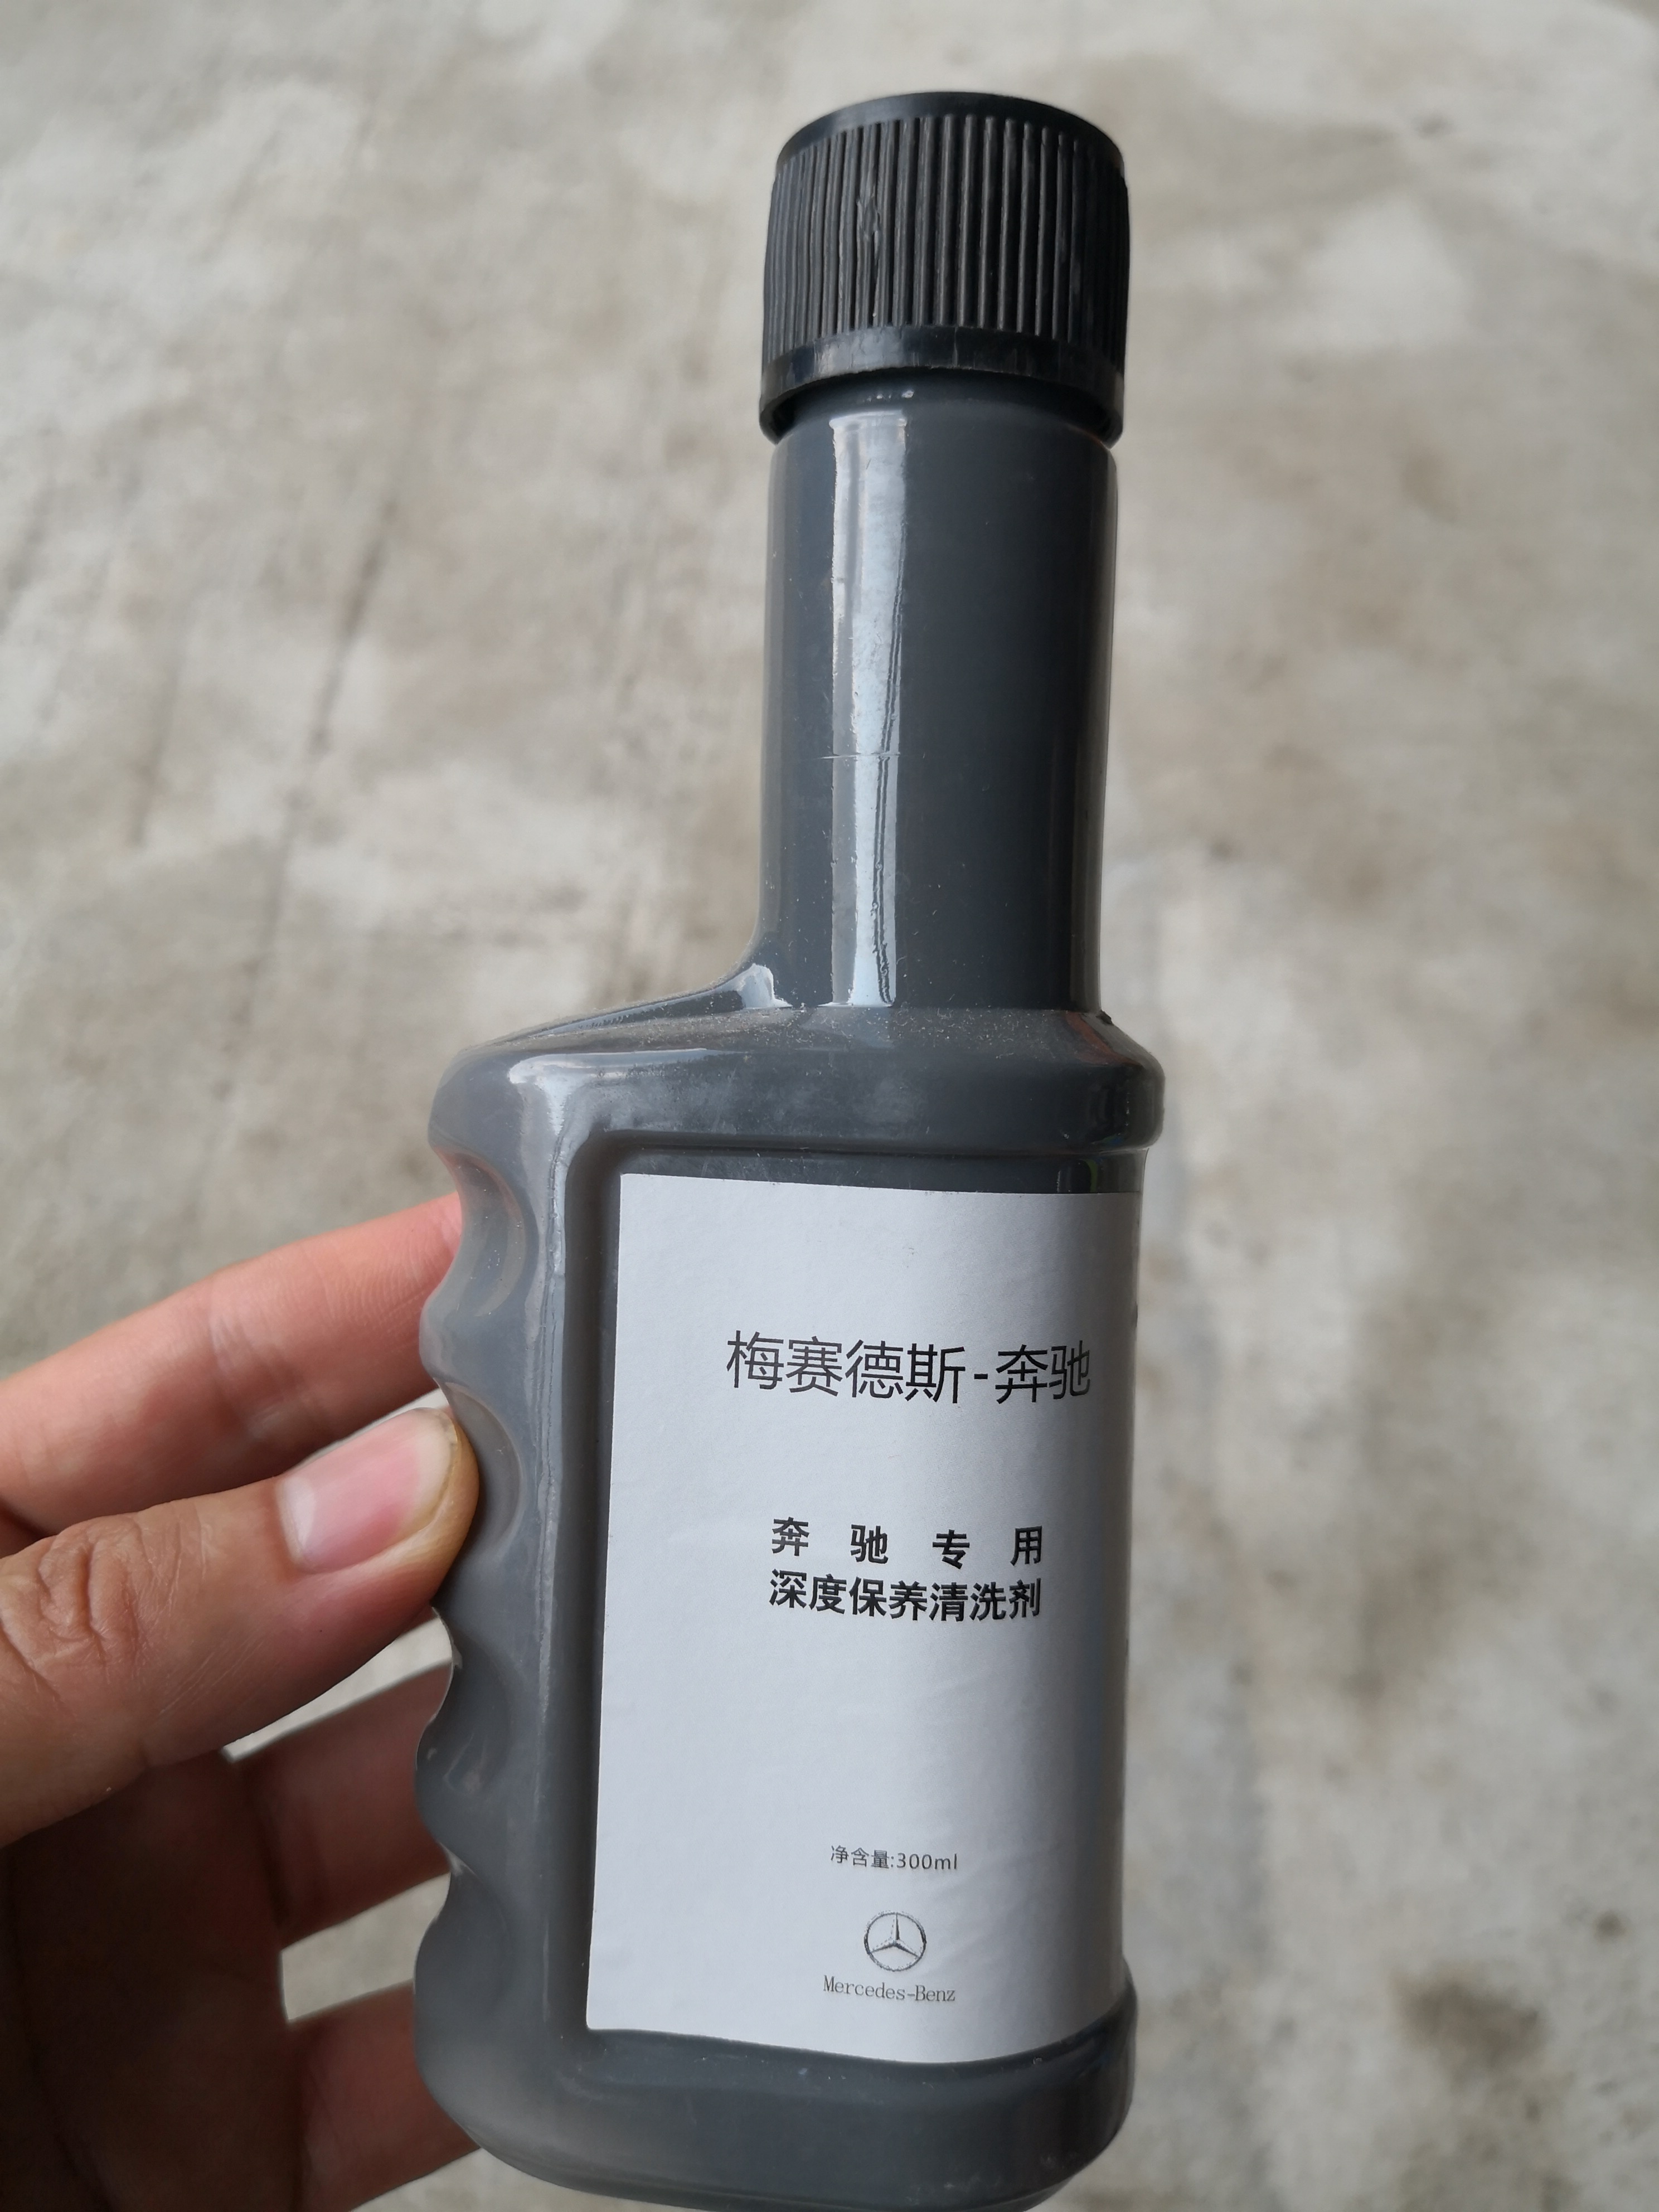 梅赛德斯-奔驰
奔驰专用
深度保养清洗剂
净含量:300ml
Mercedes-Benz